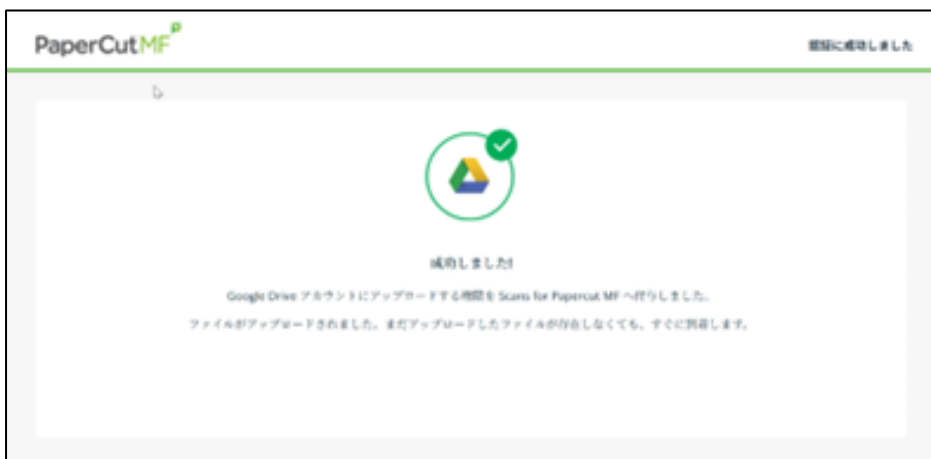 PaperCutMF
認証に成功しました
成功しました!
Google Drive アカウントにアップロードする権限を Scans for Papercut MF へ付与しました。
ファイルがアップロードされました。まだアップロードしたファイルが存在しなくても、すぐに到着します。